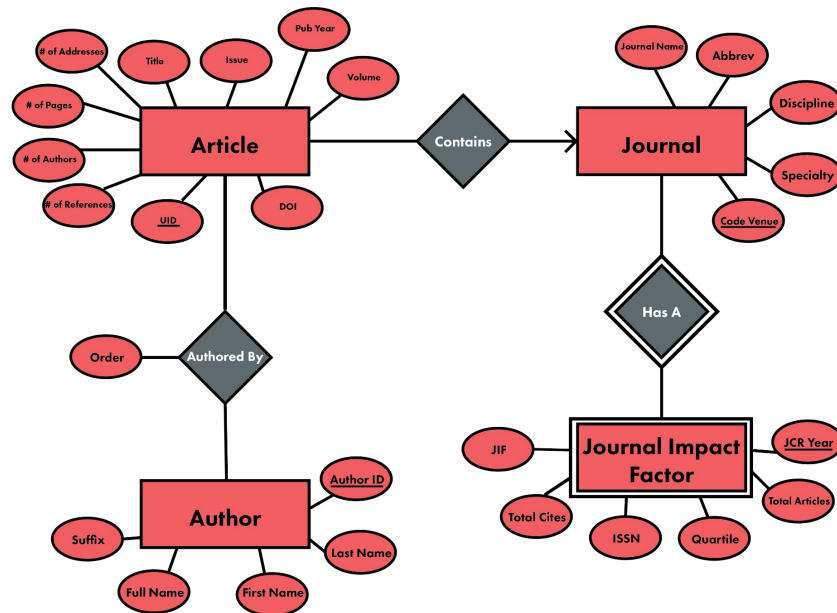 Pub Year
# of Addresses
Title
Issue
Volume
# of Pages
Article
# of Authors
# of References
UID
DOI
Contains
Journal Name
Abbrev
Discipline
Journal
Specialty
Code Venue
Has A
Order
Authored By
JIF
Journal Impact
Factor
JCR Year
Total Articles
Total Cites
ISSN
Quartile
Author ID
Author
Suffix
Last Name
Full Name
First Name